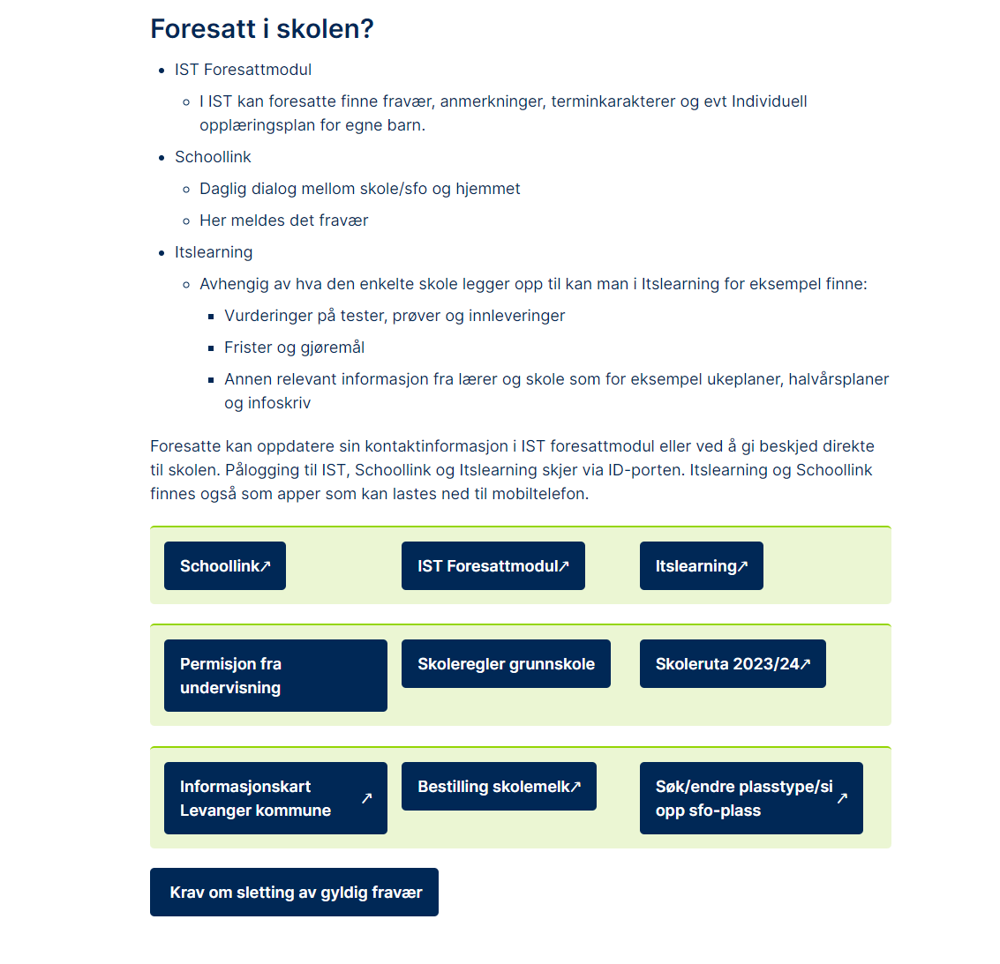 Foresatt i skolen?
IST Foresattmodul
I IST kan foresatte finne fravær, anmerkninger, terminkarakterer og evt Individuell
opplæringsplan for egne barn.
Schoollink
Daglig dialog mellom skole/sfo og hjemmet
Her meldes det fravær
Itslearning
Avhengig av hva den enkelte skole legger opp til kan man i Itslearning for eksempel finne:
Vurderinger på tester, prøver og innleveringer
Frister og gjøremål
Annen relevant informasjon fra lærer og skole som for eksempel ukeplaner, halvårsplaner
og infoskriv
Foresatte kan oppdatere sin kontaktinformasjon i IST foresattmodul eller ved å gi beskjed direkte
til skolen. Pålogging til IST, Schoollink og Itslearning skjer via ID-porten. Itslearning og Schoollink
finnes også som apper som kan lastes ned til mobiltelefon.
Schoollink↗
IST Foresattmodul↗
Itslearning↗
Permisjon fra
undervisning
Skoleregler grunnskole
Skoleruta 2023/24↗
Informasjonskart
Levanger kommune ↗
Bestilling skolemelk↗
Søk/endre plasstype/si
opp sfo-plass ↗
Krav om sletting av gyldig fravær